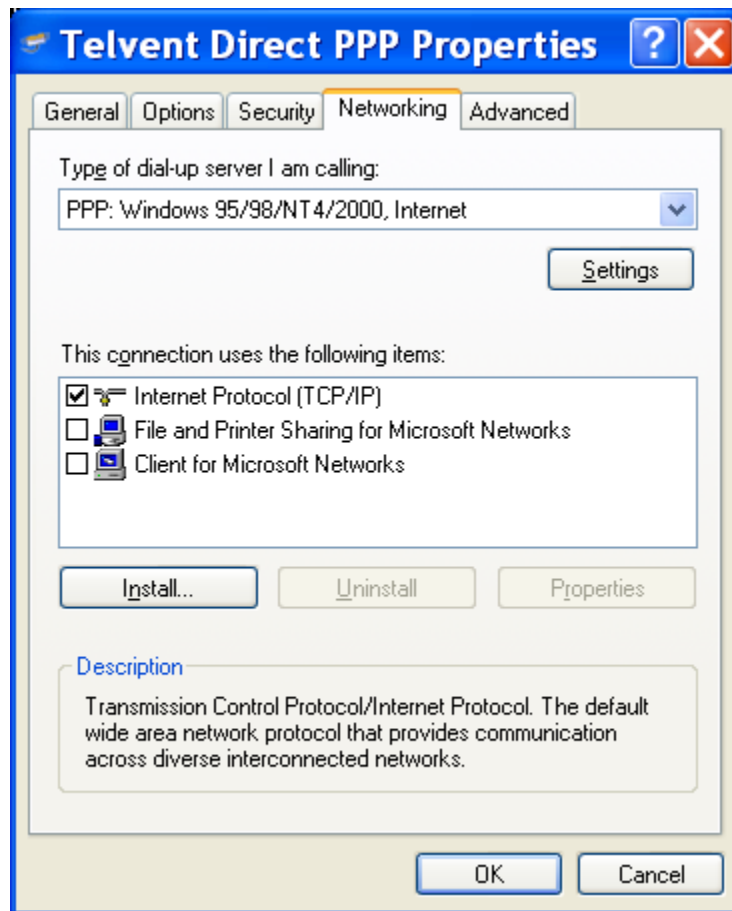 Telvent Direct PPP Properties
General Options Security Networking Advanced
Type of dial-up server I am calling:
PPP: Windows 95/98/NT4/2000, Internet
Settings
This connection uses the following items:
Internet Protocol (TCP/IP)
File and Printer Sharing for Microsoft Networks
Client for Microsoft Networks
Install... Uninstall Properties
Description
Transmission Control Protocol/Internet Protocol. The default
wide area network protocol that provides communication
across diverse interconnected networks.
OK Cancel